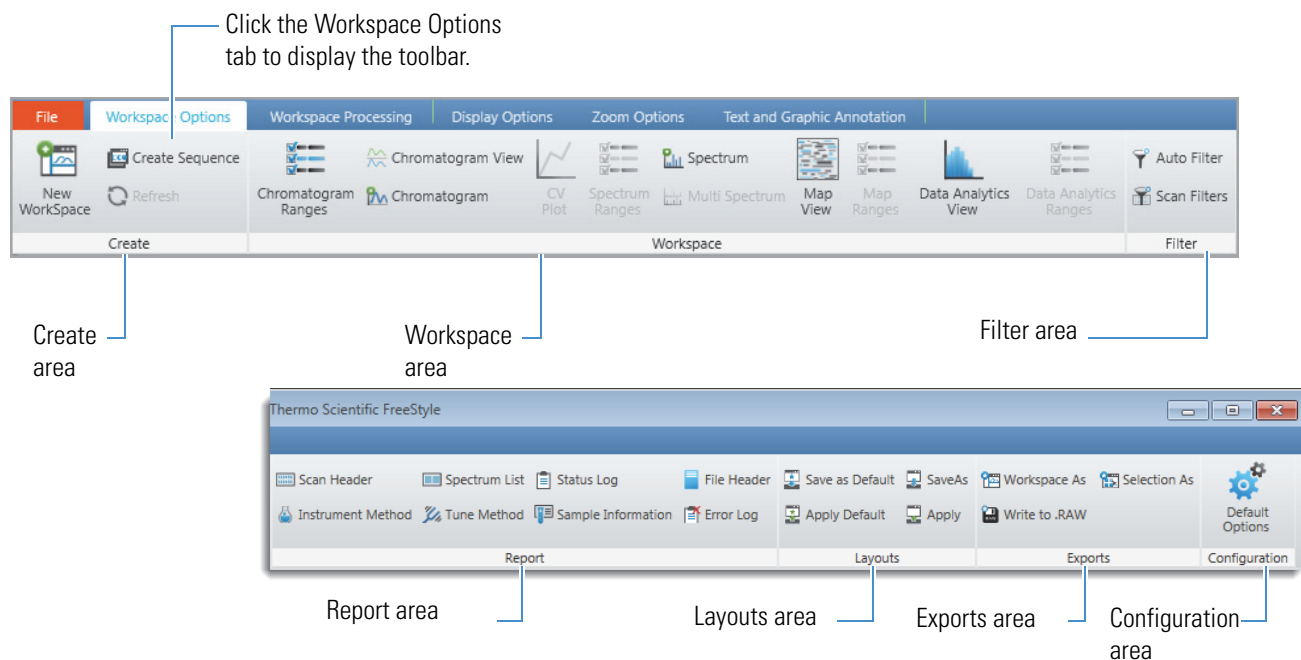 Click the Workspace Options
tab to display the toolbar.
File Workspace Options Workspace Processing Display Options Zoom Options Text and Graphic Annotation
New
WorkSpace
Create Sequence
Refresh
Create
Chromatogram
Ranges
Chromatogram View
Chromatogram
CV
Plot
Spectrum
Ranges
Spectrum
Multi Spectrum
Map
View
Map
Ranges
Data Analytics
View
Data Analytics
Ranges
Workspace
Auto Filter
Scan Filters
Filter
Create
area
Workspace
area
Filter area
Thermo Scientific FreeStyle
Scan Header Spectrum List Status Log File Header
Instrument Method Tune Method Sample Information Error Log
Report
Save as Default SaveAs
Apply Default Apply
Layouts
Workspace As Selection As
Write to .RAW
Exports
Default
Options
Configuration
Report area
Layouts area
Exports area
Configuration
area